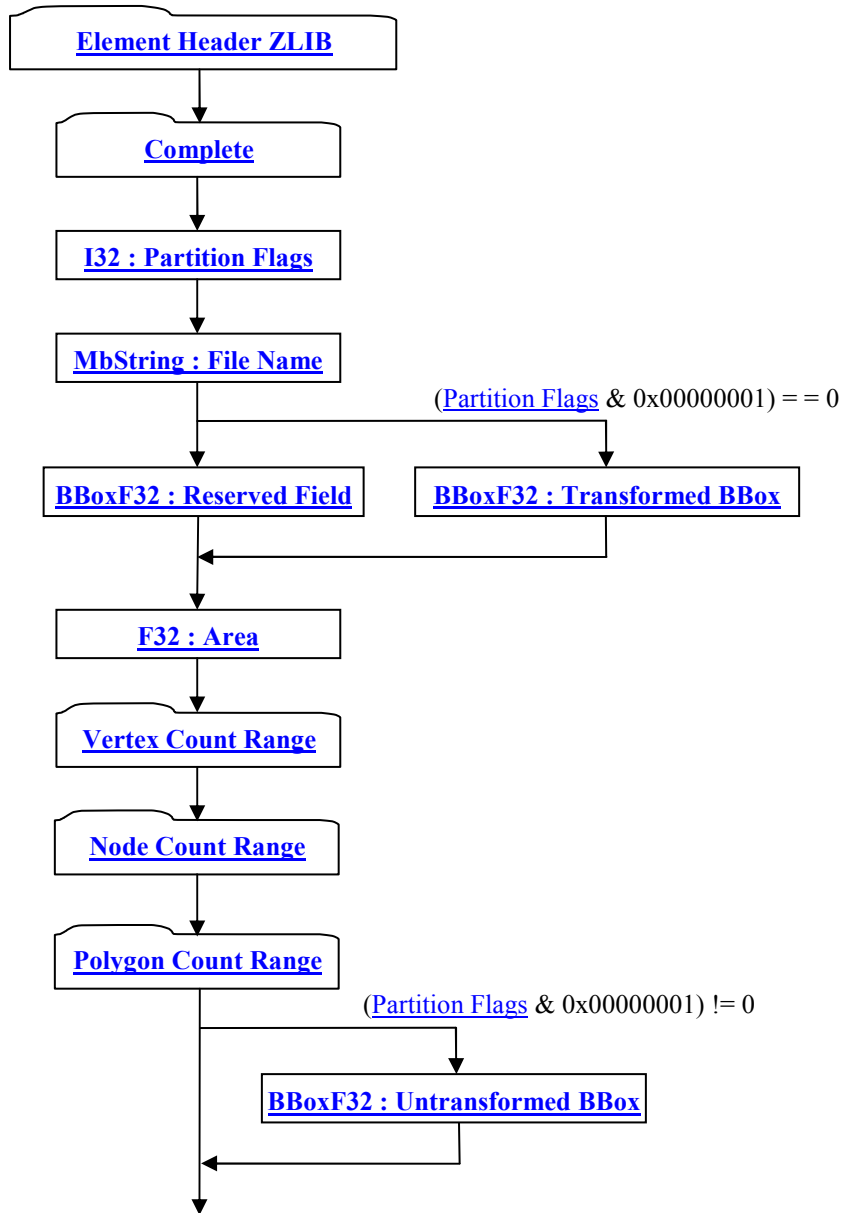 Element Header ZLIB
Complete
I32 : Partition Flags
MbString : File Name
(Partition Flags & 0x00000001) = = 0
BBoxF32 : Reserved Field
BBoxF32 : Transformed BBox
F32 : Area
Vertex Count Range
Node Count Range
Polygon Count Range
(Partition Flags & 0x00000001) != 0
BBoxF32 : Untransformed BBox